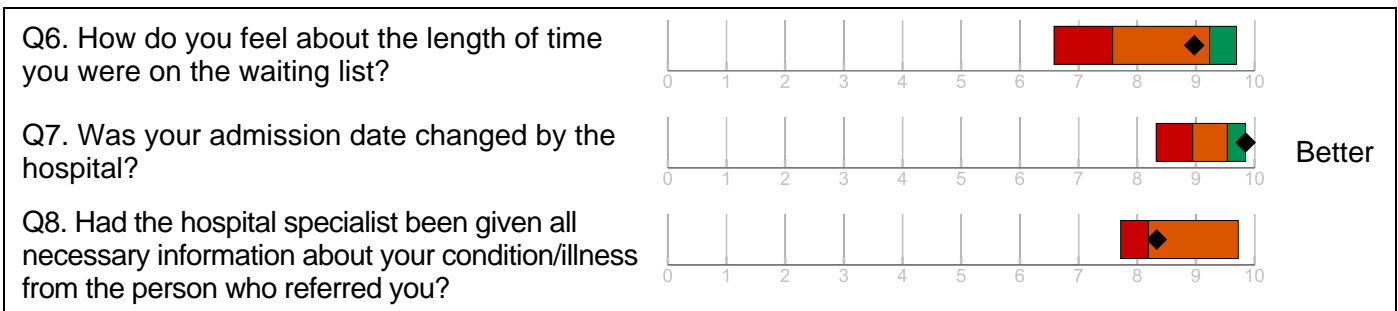 Q6. How do you feel about the length of time
you were on the waiting list?
0 1 2 3 4 5 6 7 8 9 10
Q7. Was your admission date changed by the
hospital?
0 1 2 3 4 5 6 7 8 9 10
Better
Q8. Had the hospital specialist been given all
necessary information about your condition/illness
from the person who referred you?
0 1 2 3 4 5 6 7 8 9 10